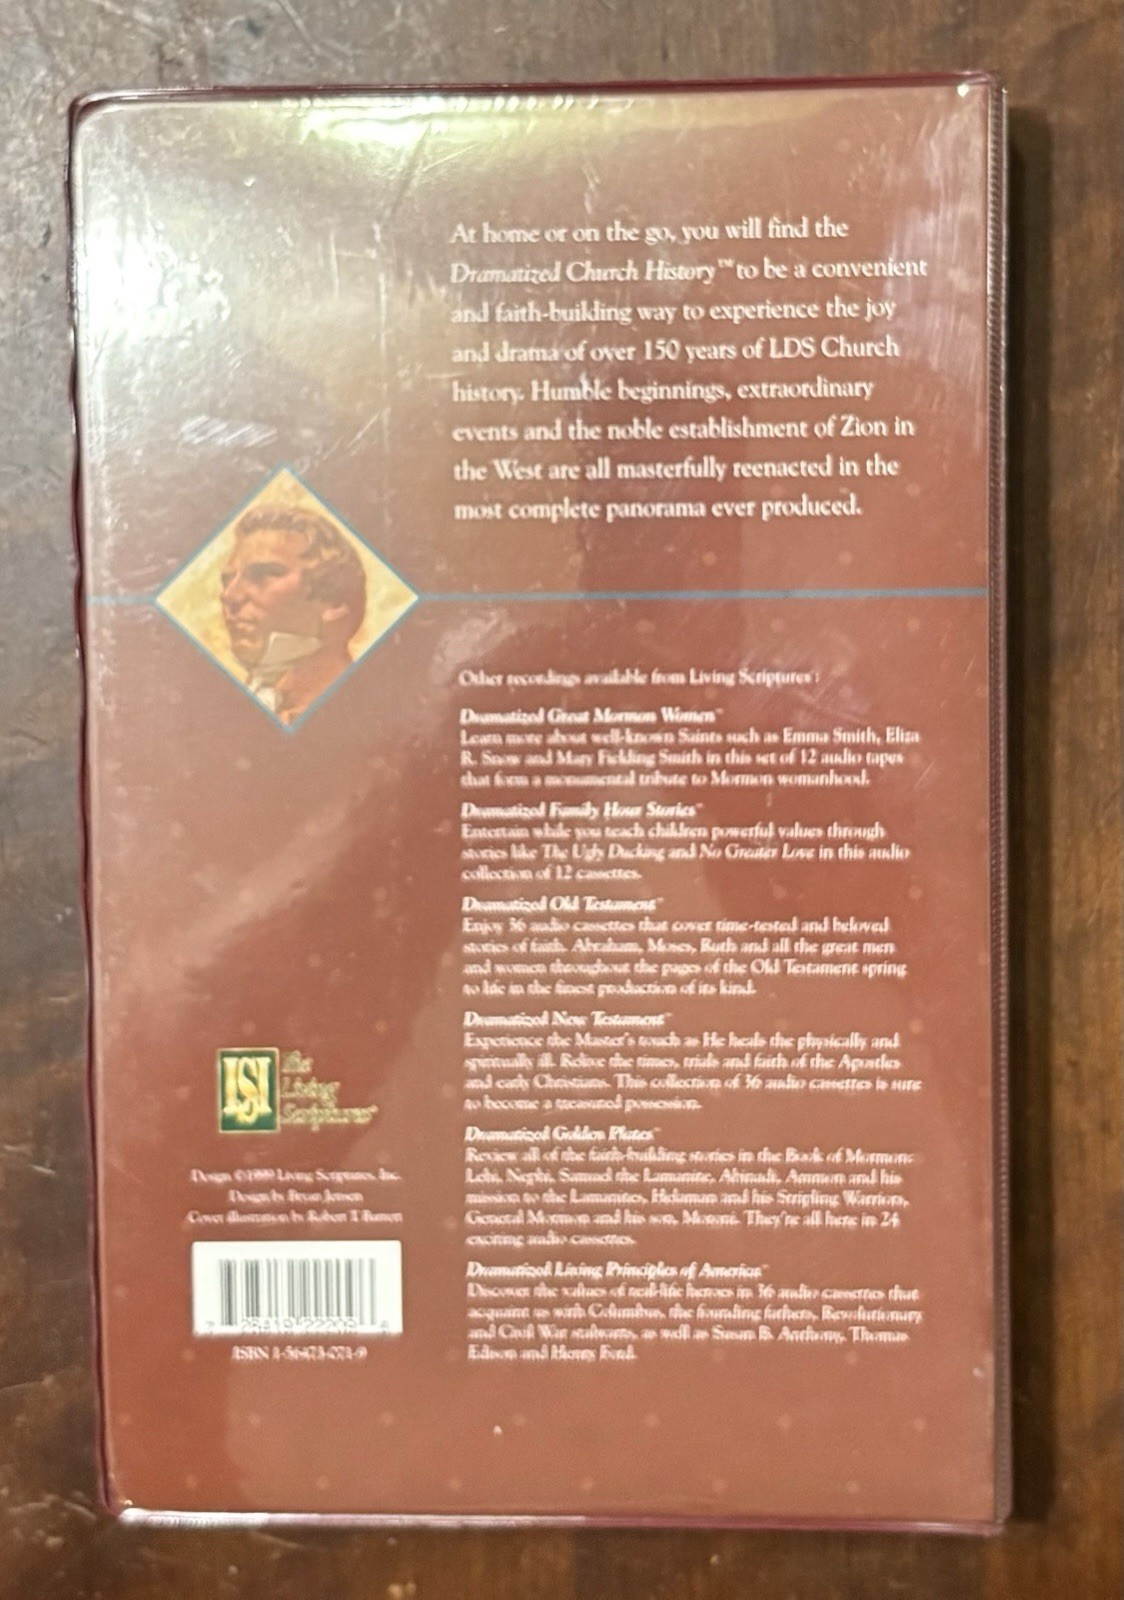 At home or on the go, you will find the
Dramatized Church History™ to be a convenient
and faith-building way to experience the joy
and drama of over 150 years of LDS Church
history. Humble beginnings, extraordinary
events and the noble establishment of Zion in
the West are all masterfully reenacted in the
most complete panorama ever produced.
Other recordings available from Living Scriptures:
Dramatized Great Mormon Women™
Learn more about well-known Saints such as Emma Smith, Eliza
R. Snow and Mary Fielding Smith in this set of 12 audio tapes
that form a monumental tribute to Mormon womanhood.
Dramatized Family Hour Stories™
Entertain while you teach children powerful values through
stories like The Ugly Duckling and No Greater Love in this audio
collection of 12 cassettes.
Dramatized Old Testament™
Enjoy 36 audio cassettes that cover time-tested and beloved
stories of faith. Abraham, Moses, Ruth and all the great men
and women throughout the pages of the Old Testament spring
to life in the finest production of its kind.
Dramatized New Testament™
Experience the Master's touch as He heals the physically and
spiritually ill. Relive the times, trials and faith of the Apostles
and early Christians. This collection of 36 audio cassettes is sure
to become a treasured possession.
Dramatized Golden Plates™
Review all of the faith-building stories in the Book of Mormon:
Lehi, Nephi, Samuel the Lamanite, Abinadi, Ammon and his
mission to the Lamanites, Helaman and his Stripling Warriors,
General Mormon and his son, Moroni. They're all here in 24
exciting audio cassettes.
Dramatized Living Principles of America™
Discover the values of real-life heroes in 36 audio cassettes that
acquaint us with Columbus, the founding fathers, Revolutionary
and Civil War stalwarts, as well as Susan B. Anthony, Thomas
Edison and Henry Ford.
LSI
The
Living
Scriptures®
Design © Living Scriptures, Inc.
Design by Bryan Jensen
Cover illustration by Robert T. Barrett
ISBN 1-56473-071-9